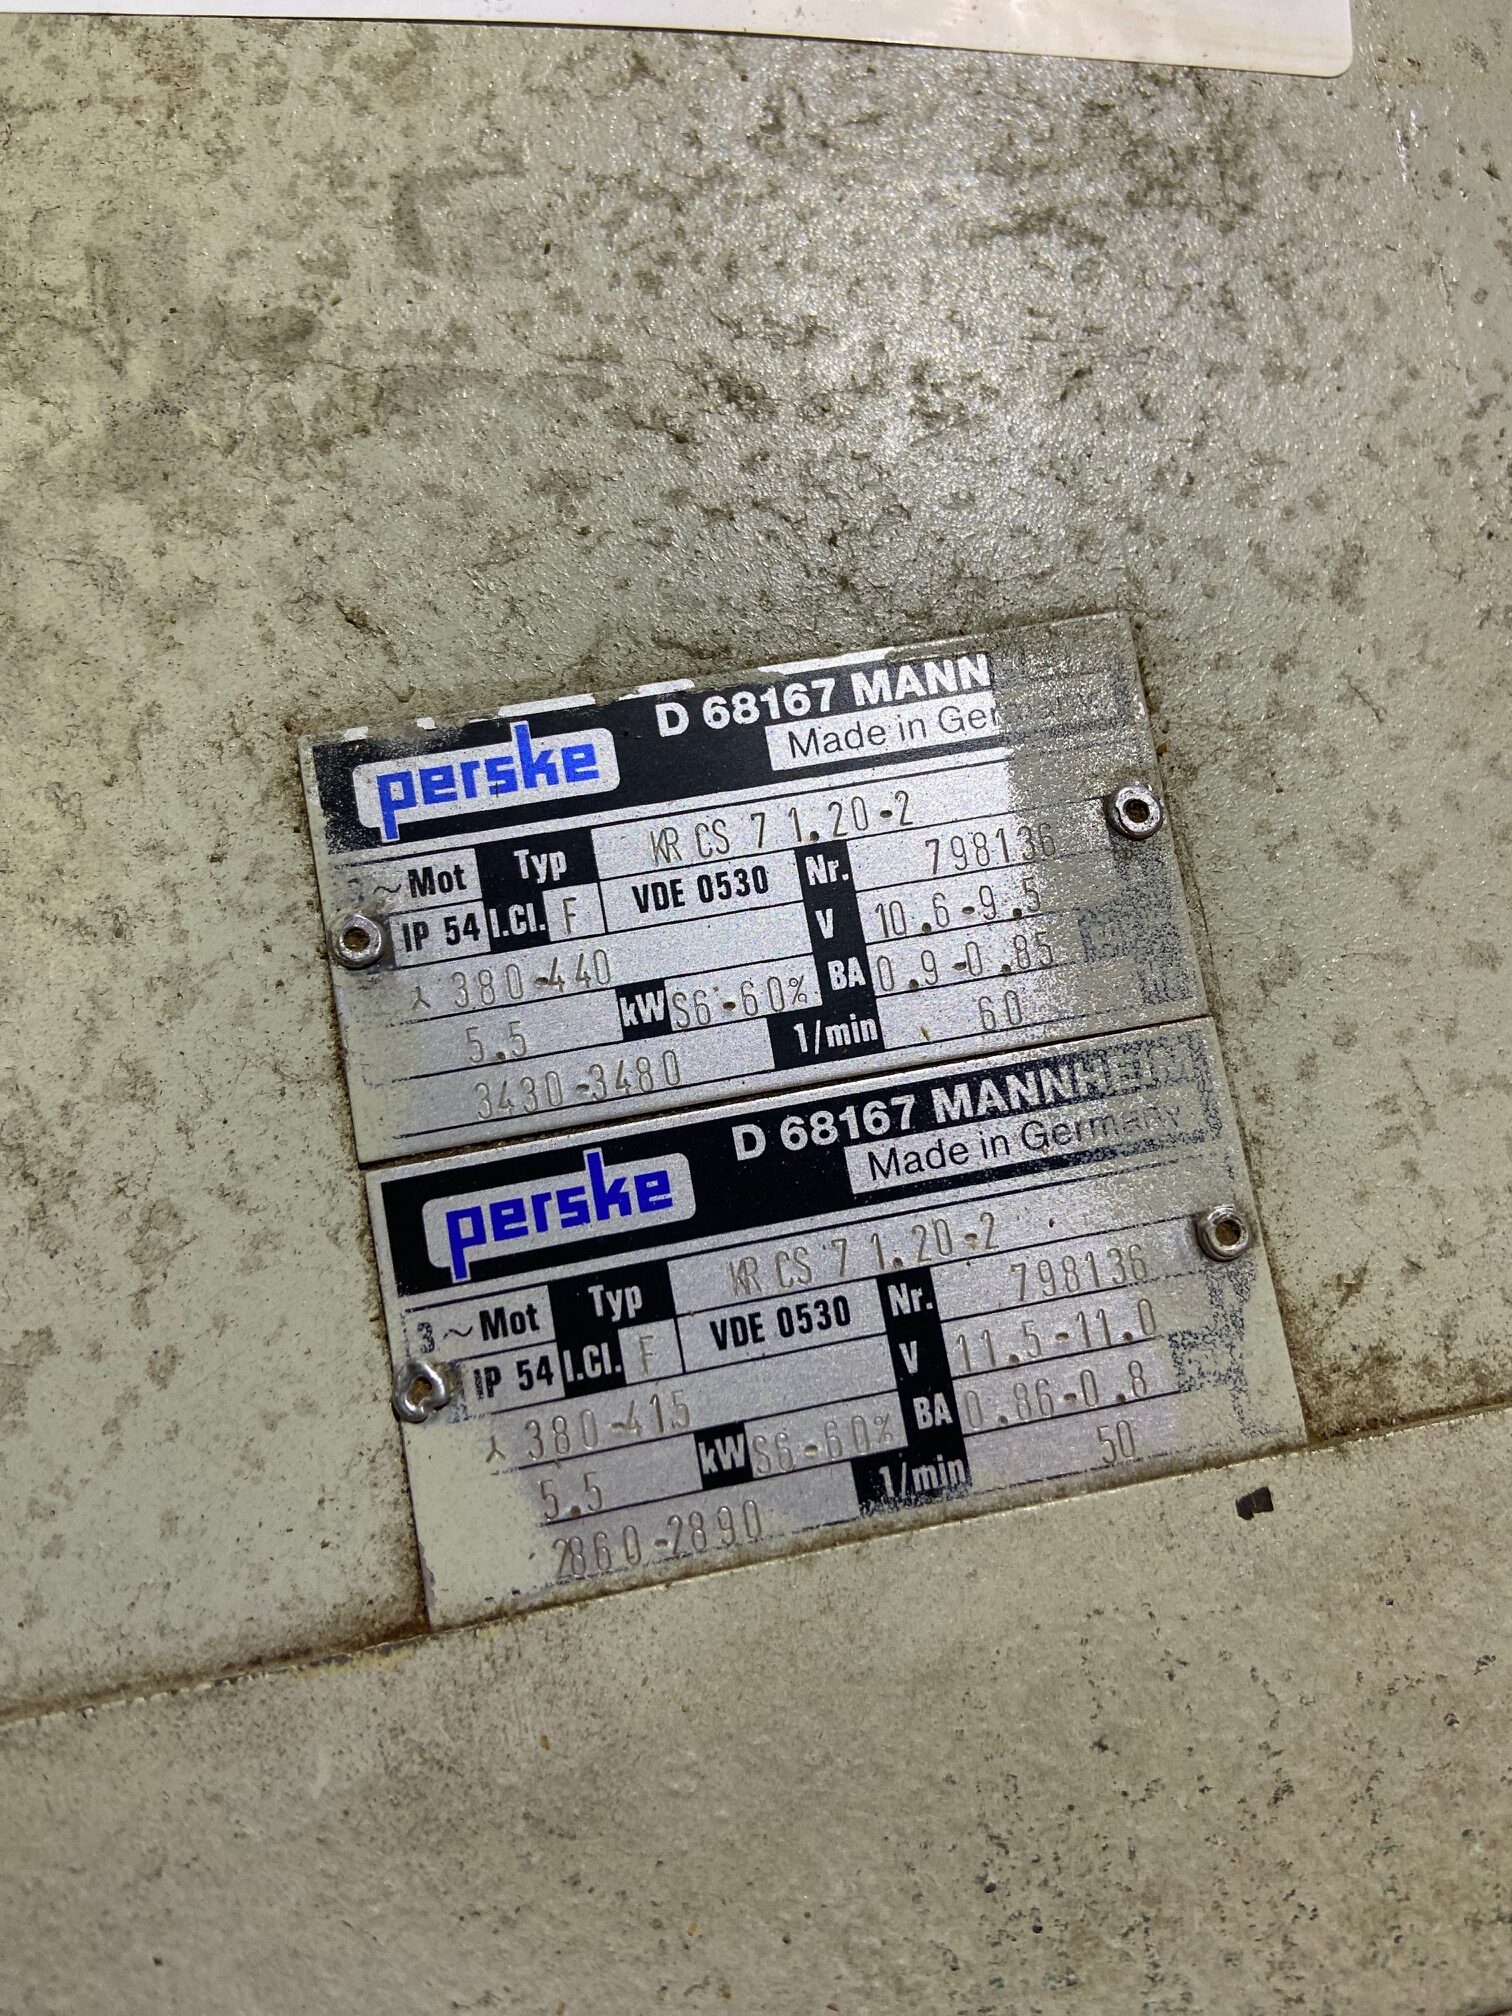 perske
D 68167 MANN
Made in Germany
~ Mot Typ KR CS 7 1.20-2
IP 54 I.Cl. F VDE 0530 Nr. 798136
⅄ 380-440 V 10.6-9.5
5.5 kW S6-60% BA 0.9-0.85
3430-3480 1/min 60
perske
D 68167 MANNHEIM
Made in Germany
3 ~ Mot Typ KR CS 7 1.20-2
IP 54 I.Cl. F VDE 0530 Nr. 798136
⅄ 380-415 V 11.5-11.0
5.5 kW S6-60% BA 0.86-0.8
2860-2890 1/min 50